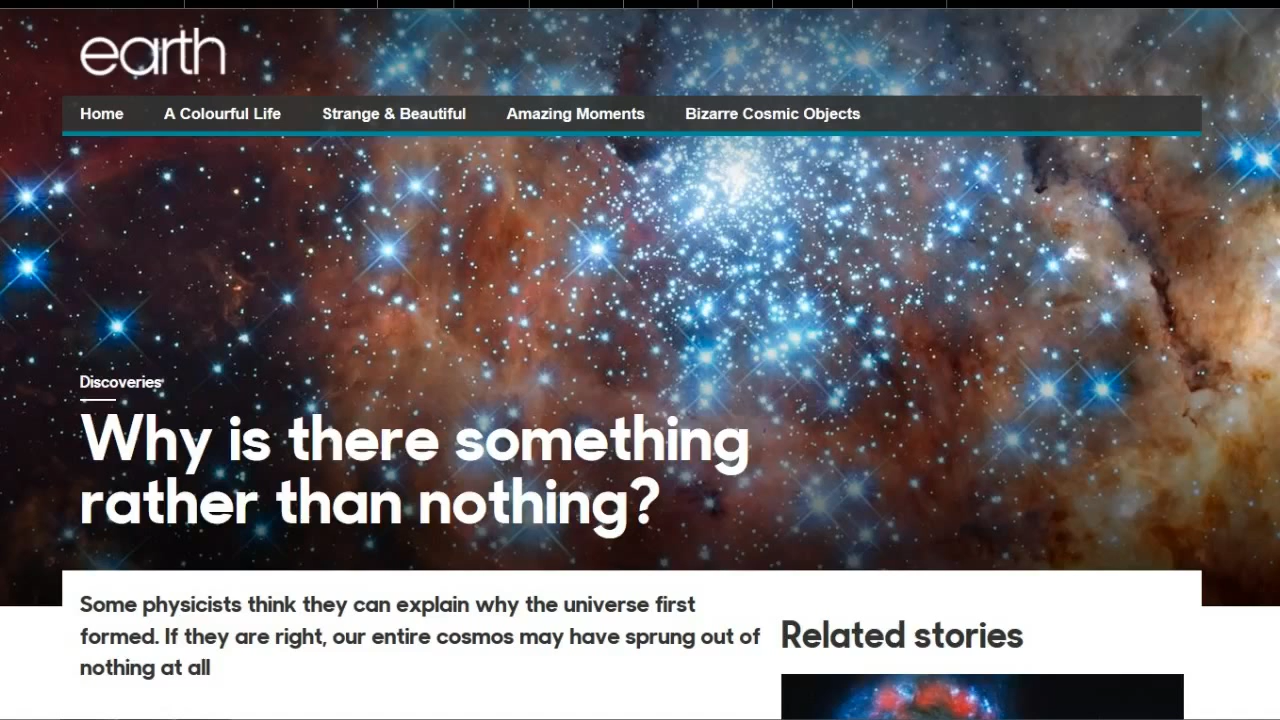 earth
Home A Colourful Life Strange & Beautiful Amazing Moments Bizarre Cosmic Objects
Discoveries
Why is there something
rather than nothing?
Some physicists think they can explain why the universe first
formed. If they are right, our entire cosmos may have sprung out of
nothing at all
Related stories